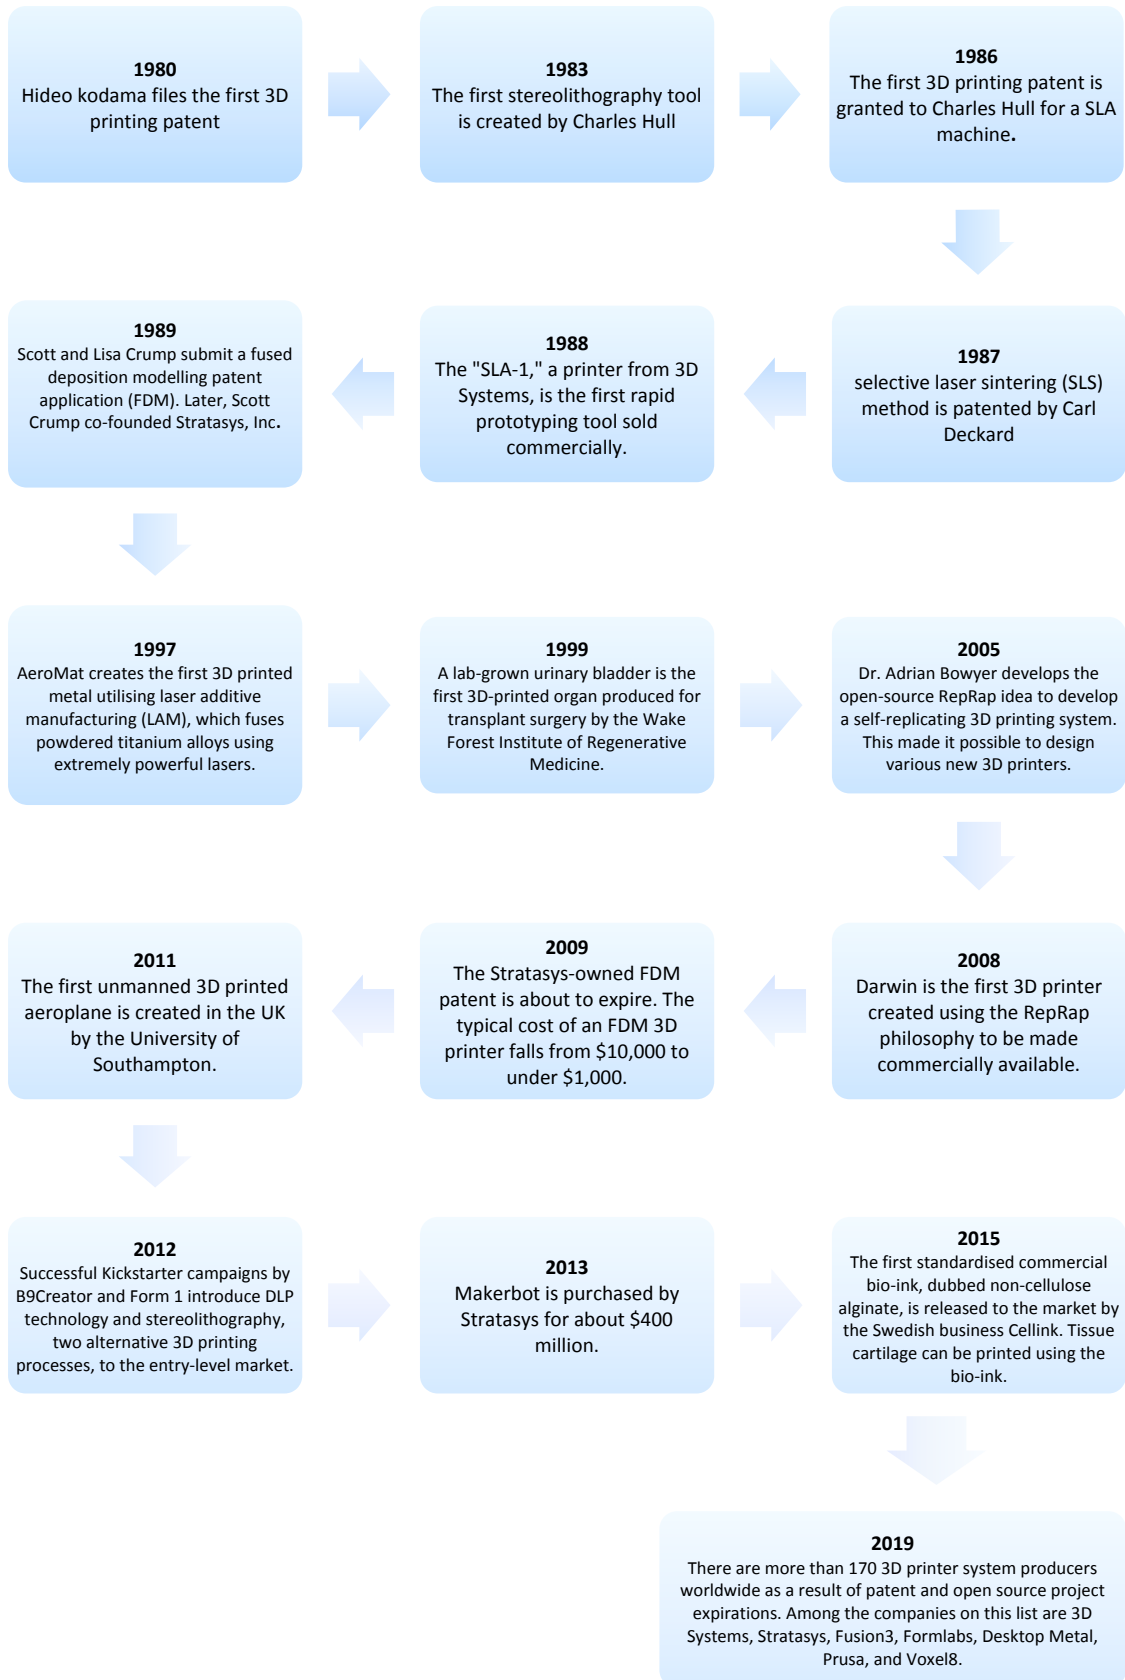 1980
Hideo kodama files the first 3D
printing patent
1983
The first stereolithography tool
is created by Charles Hull
1986
The first 3D printing patent is
granted to Charles Hull for a SLA
machine.
1987
selective laser sintering (SLS)
method is patented by Carl
Deckard
1988
The "SLA-1," a printer from 3D
Systems, is the first rapid
prototyping tool sold
commercially.
1989
Scott and Lisa Crump submit a fused
deposition modelling patent
application (FDM). Later, Scott
Crump co-founded Stratasys, Inc.
1997
AeroMat creates the first 3D printed
metal utilising laser additive
manufacturing (LAM), which fuses
powdered titanium alloys using
extremely powerful lasers.
1999
A lab-grown urinary bladder is the
first 3D-printed organ produced for
transplant surgery by the Wake
Forest Institute of Regenerative
Medicine.
2005
Dr. Adrian Bowyer develops the
open-source RepRap idea to develop
a self-replicating 3D printing system.
This made it possible to design
various new 3D printers.
2008
Darwin is the first 3D printer
created using the RepRap
philosophy to be made
commercially available.
2009
The Stratasys-owned FDM
patent is about to expire. The
typical cost of an FDM 3D
printer falls from $10,000 to
under $1,000.
2011
The first unmanned 3D printed
aeroplane is created in the UK
by the University of
Southampton.
2012
Successful Kickstarter campaigns by
B9Creator and Form 1 introduce DLP
technology and stereolithography,
two alternative 3D printing
processes, to the entry-level market.
2013
Makerbot is purchased by
Stratasys for about $400
million.
2015
The first standardised commercial
bio-ink, dubbed non-cellulose
alginate, is released to the market by
the Swedish business Cellink. Tissue
cartilage can be printed using the
bio-ink.
2019
There are more than 170 3D printer system producers
worldwide as a result of patent and open source project
expirations. Among the companies on this list are 3D
Systems, Stratasys, Fusion3, Formlabs, Desktop Metal,
Prusa, and Voxel8.